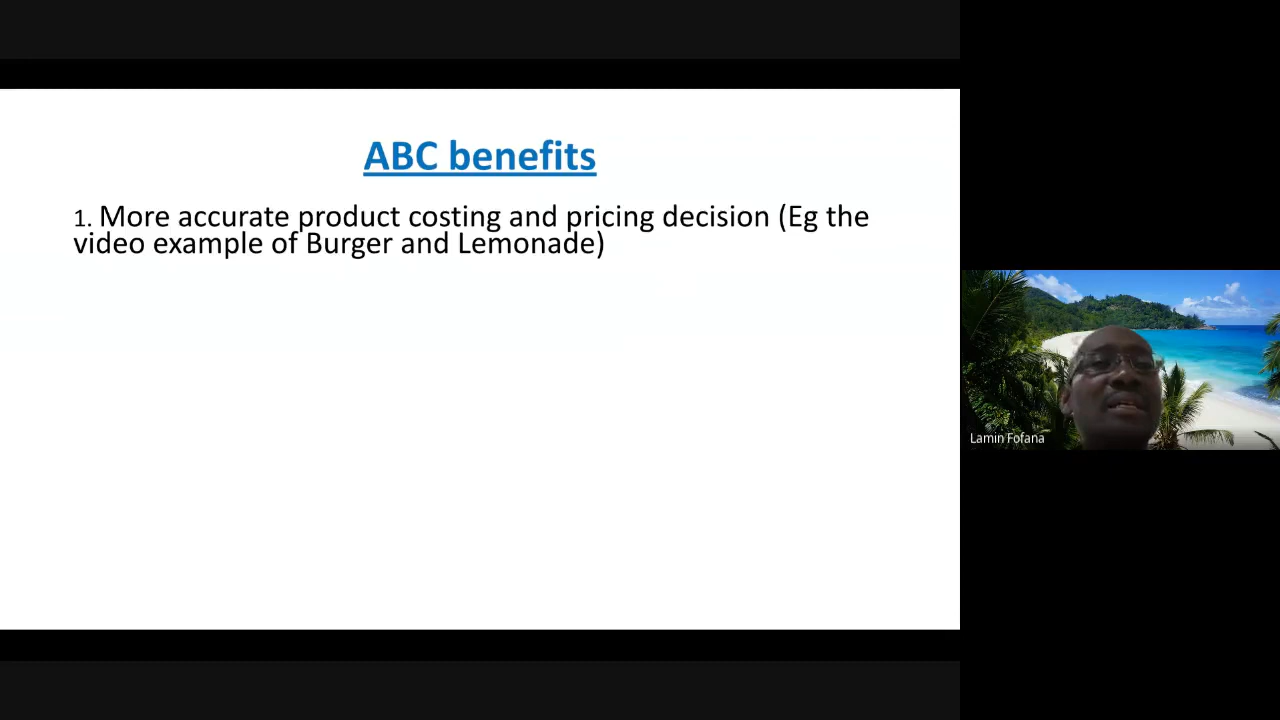 ABC benefits
1. More accurate product costing and pricing decision (Eg the
video example of Burger and Lemonade)
Lamin Fofana